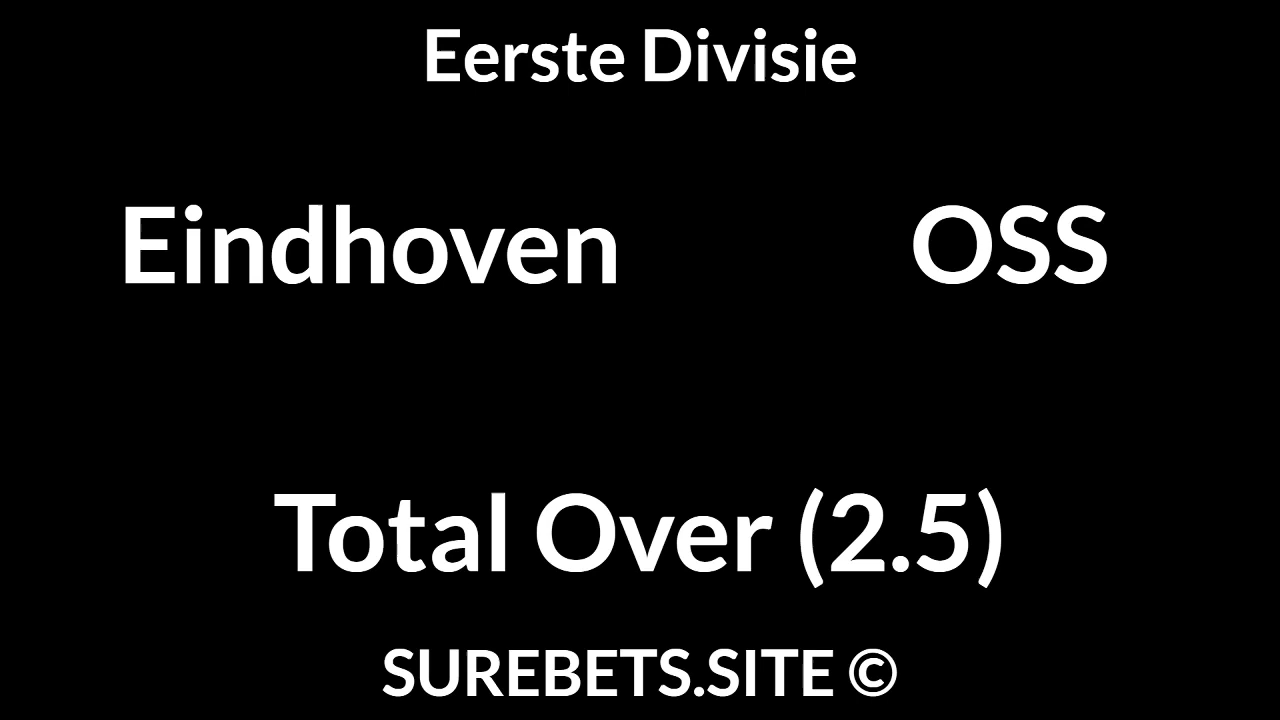 Eerste Divisie
Eindhoven OSS
Total Over (2.5)
SUREBETS.SITE ©